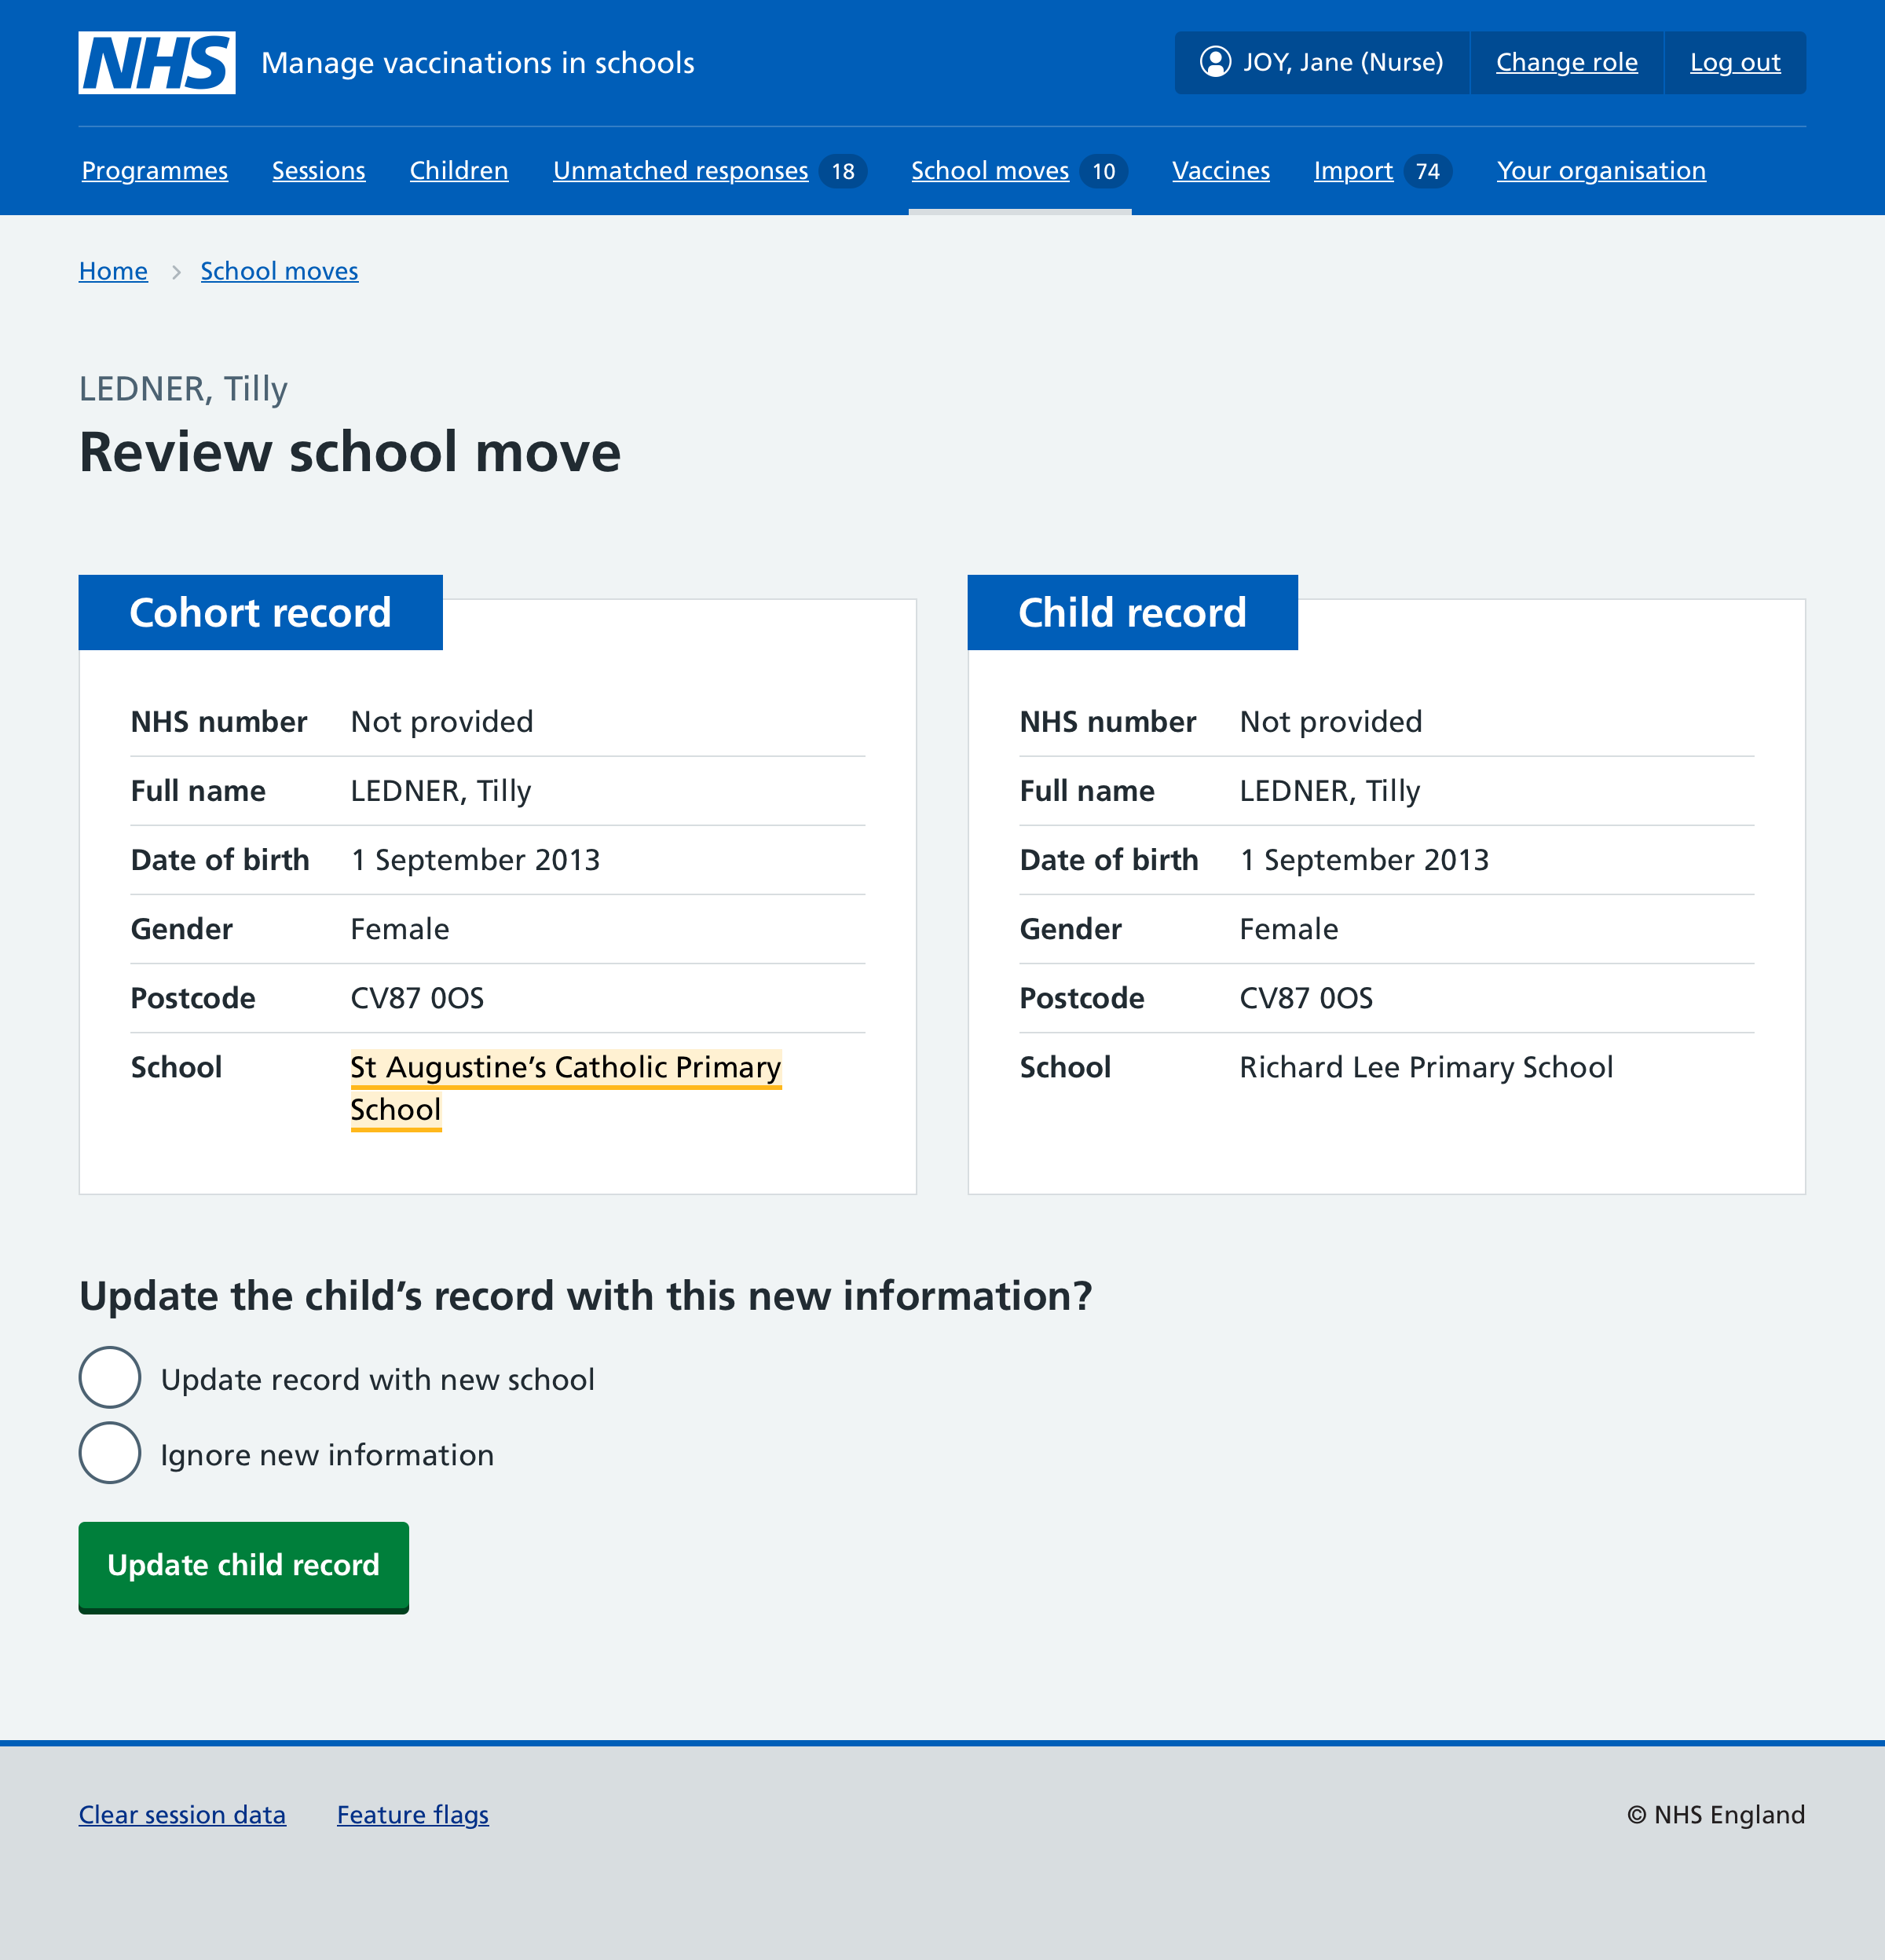 NHS Manage vaccinations in schools
JOY, Jane (Nurse) Change role Log out
Programmes Sessions Children Unmatched responses 18 School moves 10 Vaccines Import 74 Your organisation
Home School moves
LEDNER, Tilly
Review school move
Cohort record
NHS number Not provided
Full name LEDNER, Tilly
Date of birth 1 September 2013
Gender Female
Postcode CV87 0OS
School St Augustine’s Catholic Primary
School
Child record
NHS number Not provided
Full name LEDNER, Tilly
Date of birth 1 September 2013
Gender Female
Postcode CV87 0OS
School Richard Lee Primary School
Update the child’s record with this new information?
Update record with new school
Ignore new information
Update child record
Clear session data Feature flags
© NHS England